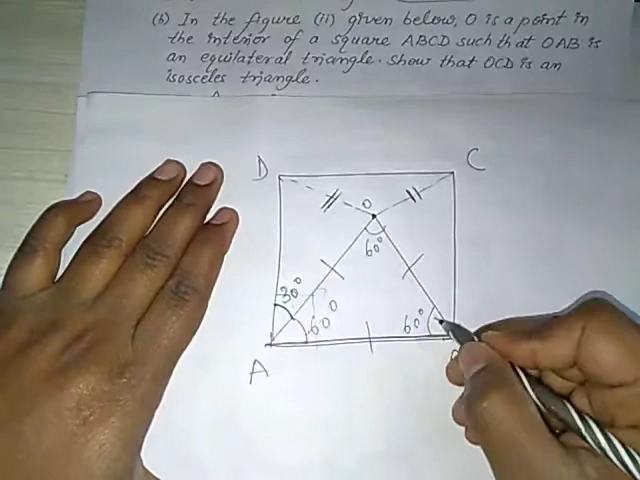 (b) In the figure (ii) given below, O is a point in
the interior of a square ABCD such that OAB is
an equilateral triangle. Show that OCD is an
isosceles triangle.
D
C
O
60°
30°
60°
60°
A